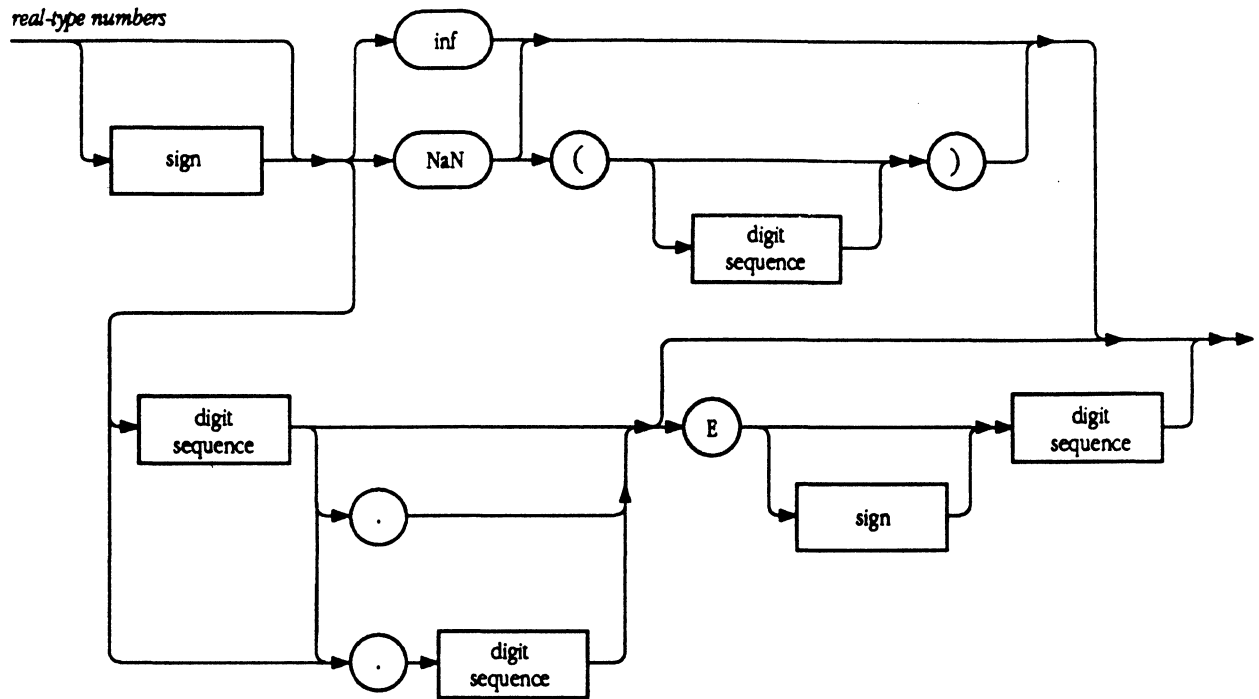 real-type numbers
inf
sign
NaN
(
)
digit
sequence
digit
sequence
E
digit
sequence
.
sign
.
digit
sequence